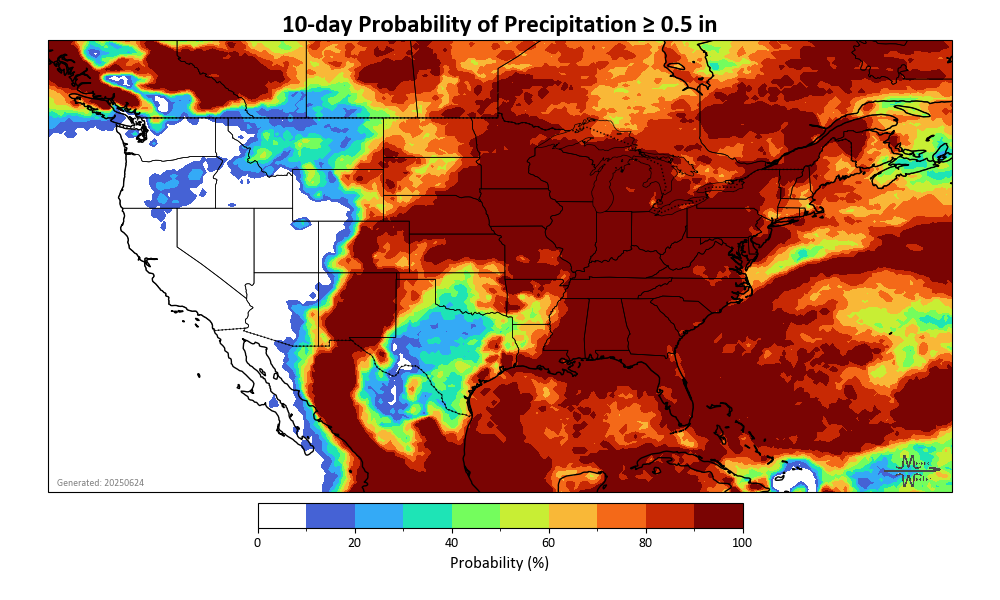 10-day Probability of Precipitation ≥ 0.5 in
Generated: 20250624
0 20 40 60 80 100
Probability (%)